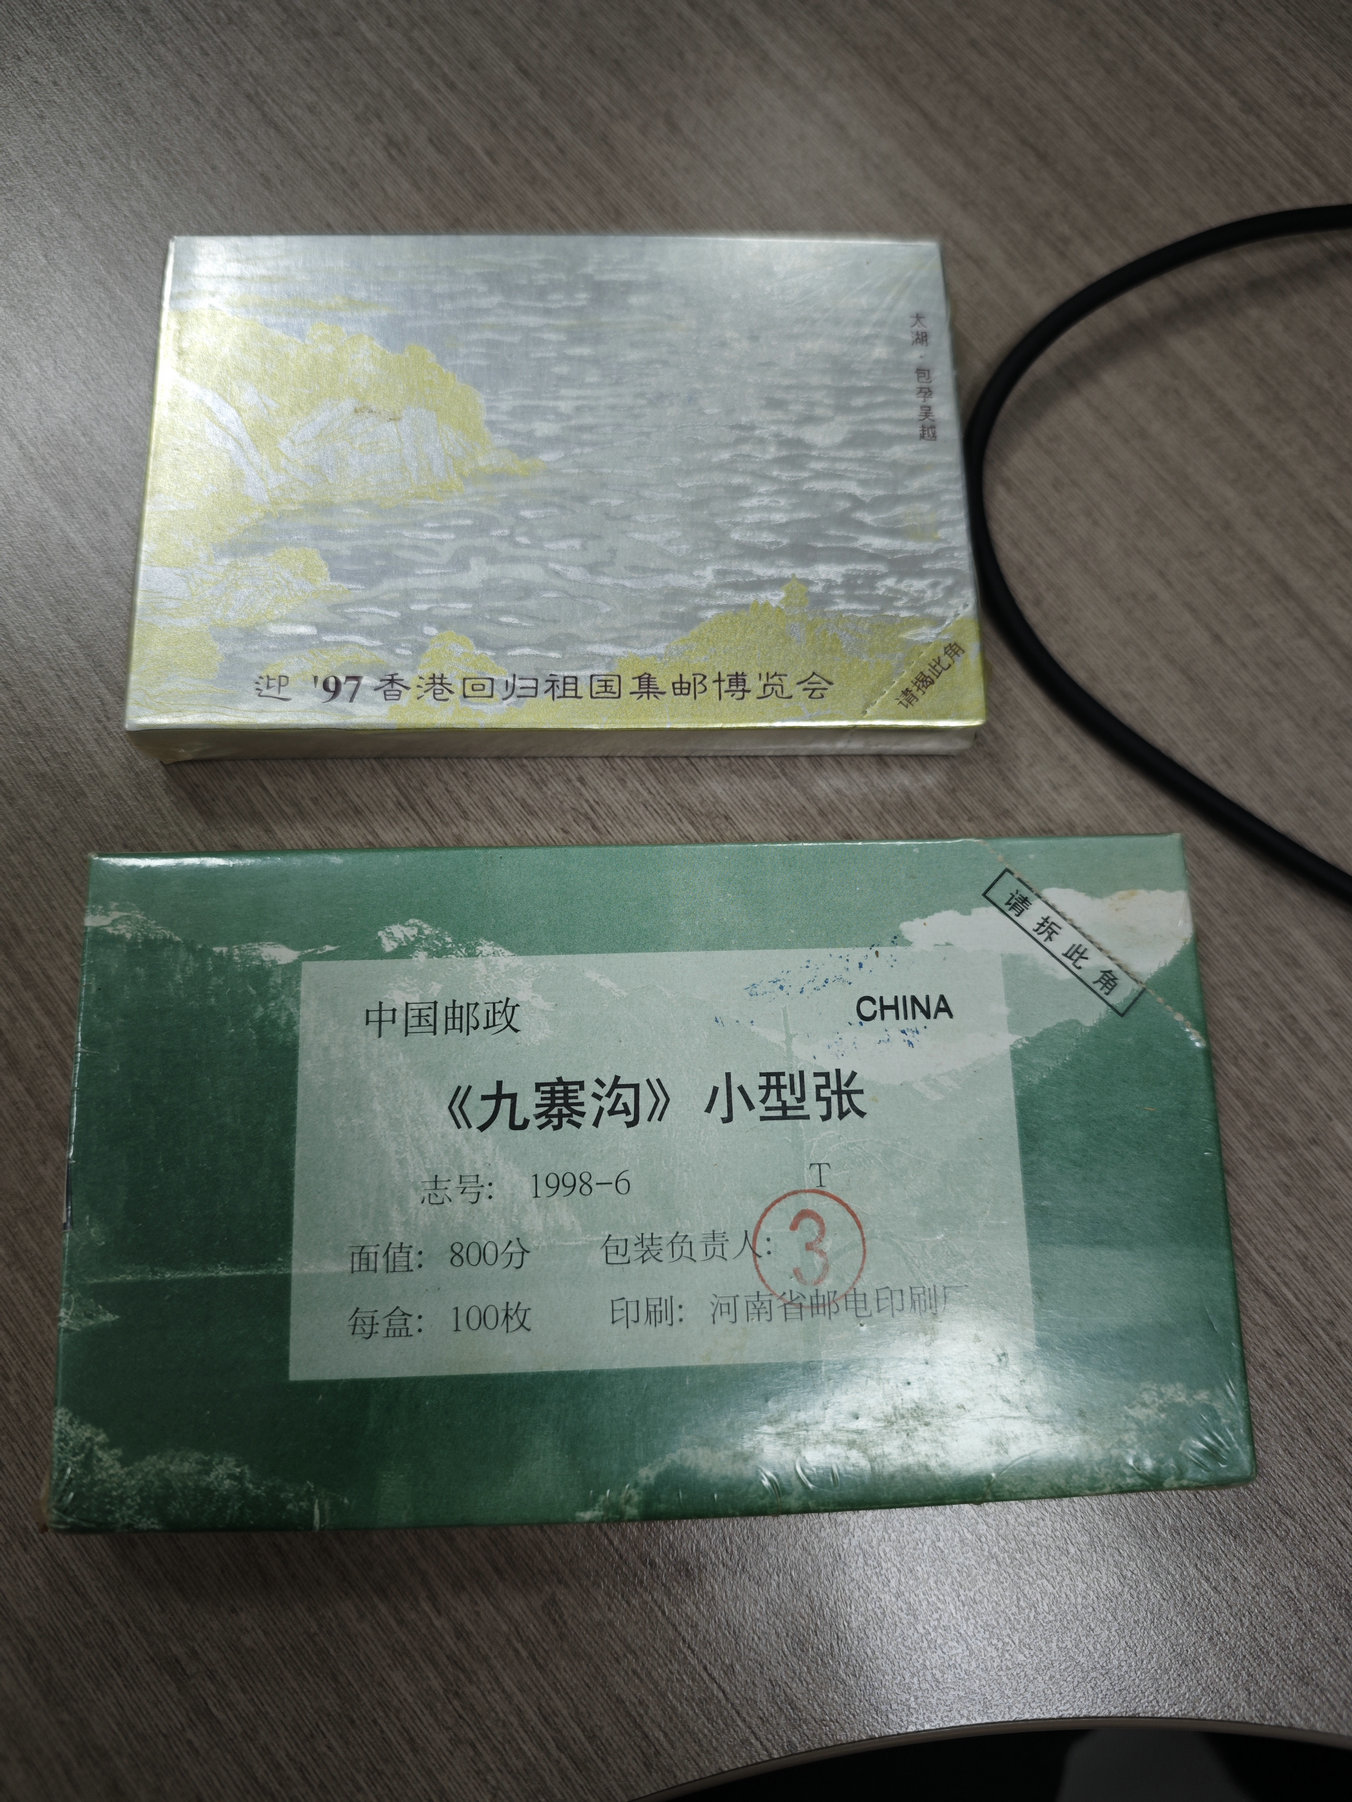 太湖·包孕吴越
迎'97香港回归祖国集邮博览会
请揭此角
请拆此角
中国邮政 CHINA
《九寨沟》小型张
志号: 1998-6 T
面值: 800分 包装负责人: 3
每盒: 100枚 印刷: 河南省邮电印刷厂